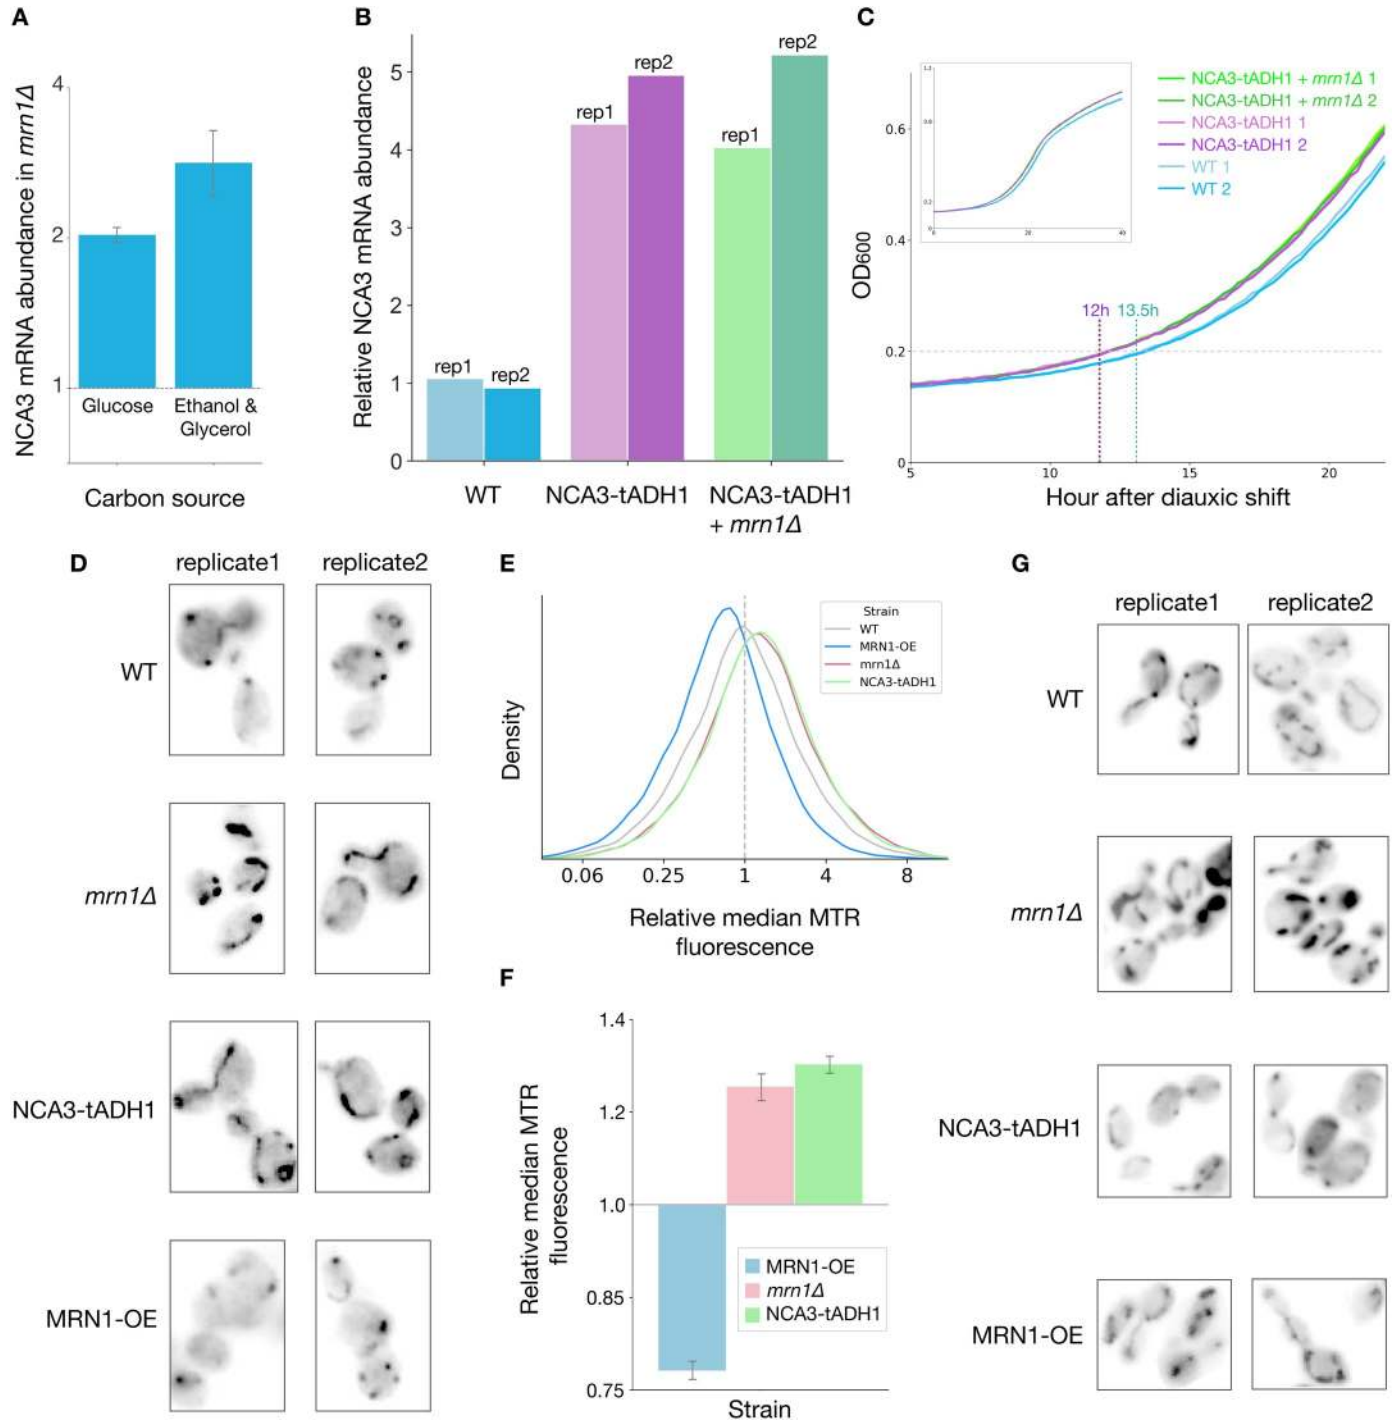 A
NCA3 mRNA abundance in mrn1Δ
4
2
1
Glucose
Ethanol &
Glycerol
Carbon source
B
Relative NCA3 mRNA abundance
5
4
3
2
1
0
rep1
rep2
rep1
rep2
rep1
rep2
WT
NCA3-tADH1
NCA3-tADH1
+ mrn1Δ
C
OD600
0.6
0.4
0.2
0
NCA3-tADH1 + mrn1Δ 1
NCA3-tADH1 + mrn1Δ 2
NCA3-tADH1 1
NCA3-tADH1 2
WT 1
WT 2
0
20
40
12h
13.5h
5
10
15
20
Hour after diauxic shift
D
replicate1
replicate2
WT
mrn1Δ
NCA3-tADH1
MRN1-OE
E
Density
Strain
WT
MRN1-OE
mrn1Δ
NCA3-tADH1
0.06
0.25
1
4
8
Relative median MTR
fluorescence
F
Relative median MTR
fluorescence
1.4
1.2
1.0
0.85
0.75
MRN1-OE
mrn1Δ
NCA3-tADH1
Strain
G
replicate1
replicate2
WT
mrn1Δ
NCA3-tADH1
MRN1-OE